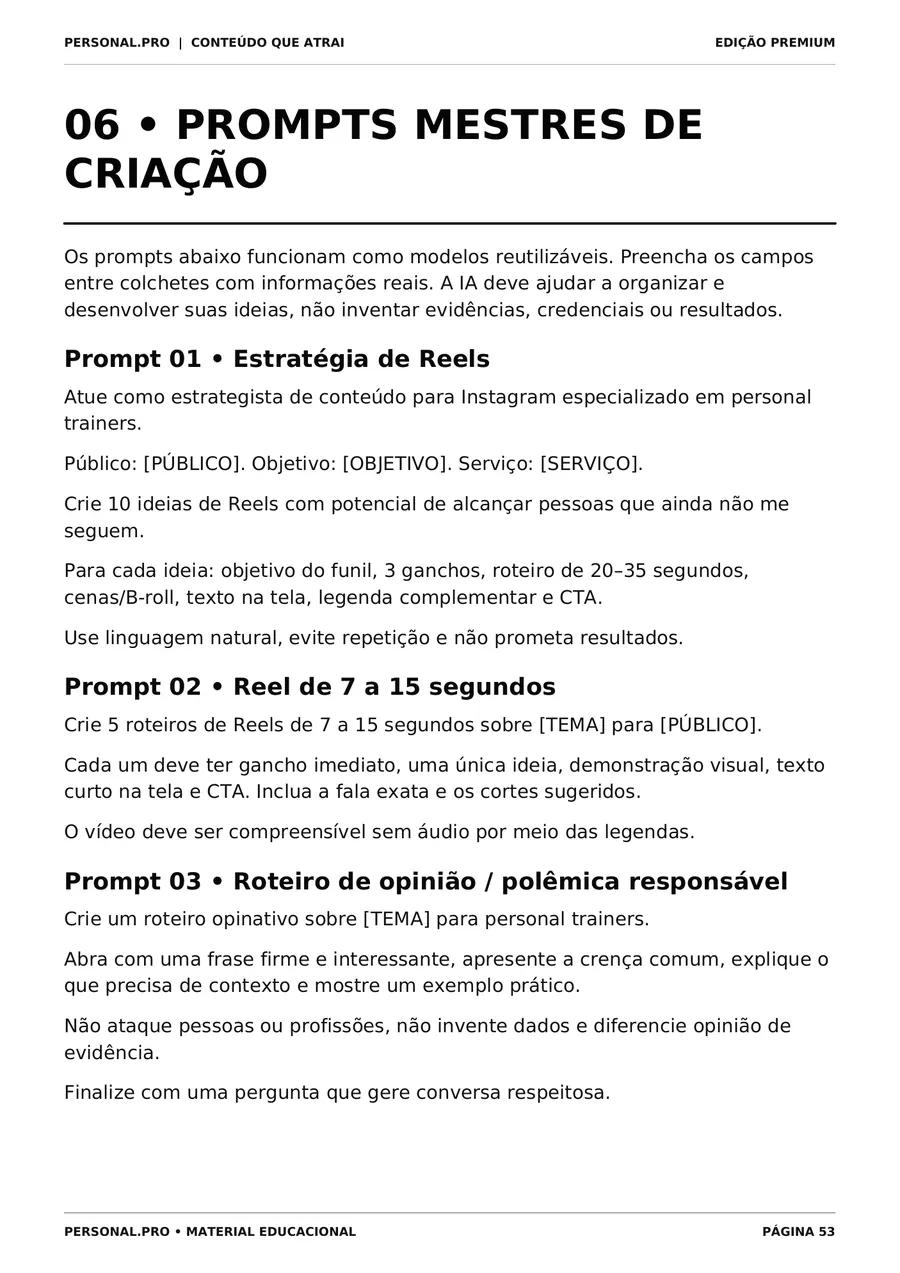 PERSONAL.PRO | CONTEÚDO QUE ATRAI
EDIÇÃO PREMIUM
06 • PROMPTS MESTRES DE
CRIAÇÃO
Os prompts abaixo funcionam como modelos reutilizáveis. Preencha os campos
entre colchetes com informações reais. A IA deve ajudar a organizar e
desenvolver suas ideias, não inventar evidências, credenciais ou resultados.
Prompt 01 • Estratégia de Reels
Atue como estrategista de conteúdo para Instagram especializado em personal
trainers.
Público: [PÚBLICO]. Objetivo: [OBJETIVO]. Serviço: [SERVIÇO].
Crie 10 ideias de Reels com potencial de alcançar pessoas que ainda não me
seguem.
Para cada ideia: objetivo do funil, 3 ganchos, roteiro de 20–35 segundos,
cenas/B-roll, texto na tela, legenda complementar e CTA.
Use linguagem natural, evite repetição e não prometa resultados.
Prompt 02 • Reel de 7 a 15 segundos
Crie 5 roteiros de Reels de 7 a 15 segundos sobre [TEMA] para [PÚBLICO].
Cada um deve ter gancho imediato, uma única ideia, demonstração visual, texto
curto na tela e CTA. Inclua a fala exata e os cortes sugeridos.
O vídeo deve ser compreensível sem áudio por meio das legendas.
Prompt 03 • Roteiro de opinião / polêmica responsável
Crie um roteiro opinativo sobre [TEMA] para personal trainers.
Abra com uma frase firme e interessante, apresente a crença comum, explique o
que precisa de contexto e mostre um exemplo prático.
Não ataque pessoas ou profissões, não invente dados e diferencie opinião de
evidência.
Finalize com uma pergunta que gere conversa respeitosa.
PERSONAL.PRO • MATERIAL EDUCACIONAL
PÁGINA 53